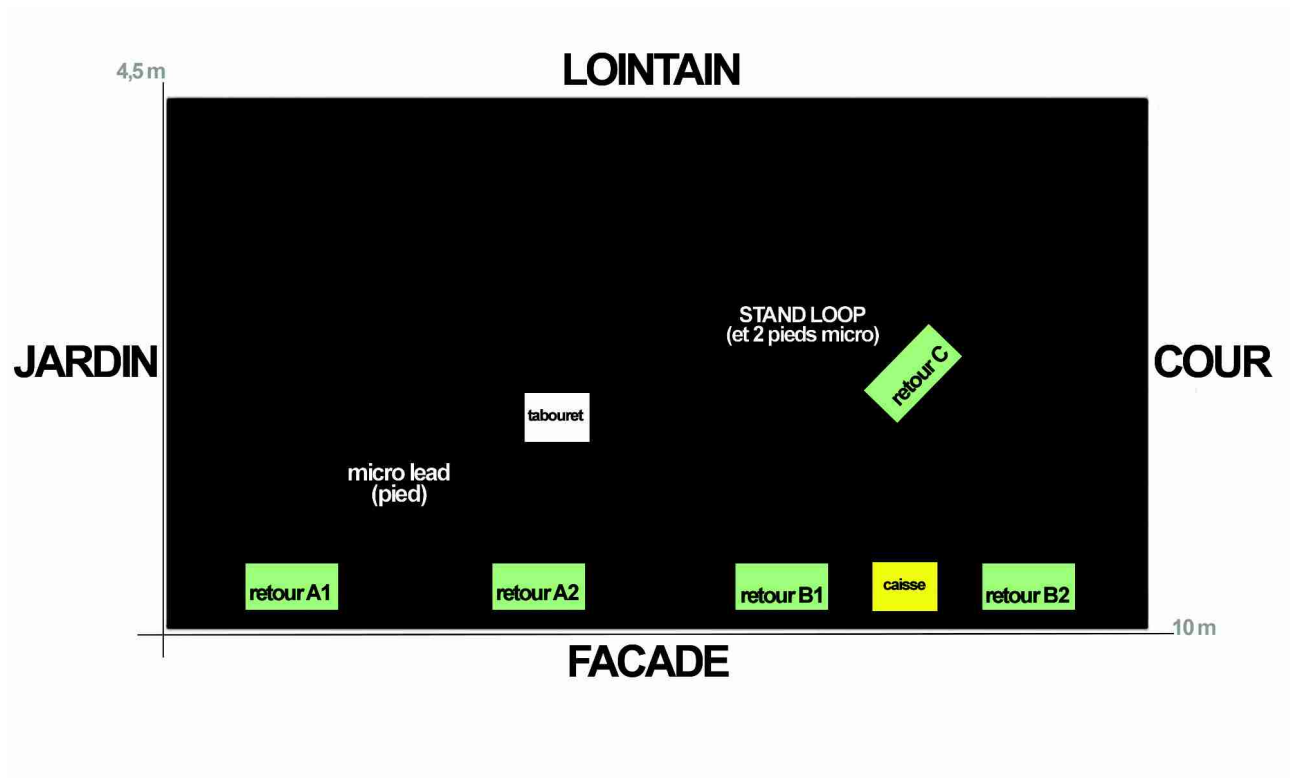 4,5 m
LOINTAIN
STAND LOOP
(et 2 pieds micro)
JARDIN
retour C
COUR
tabouret
micro lead
(pied)
retour A1
retour A2
retour B1
caisse
retour B2
10 m
FACADE